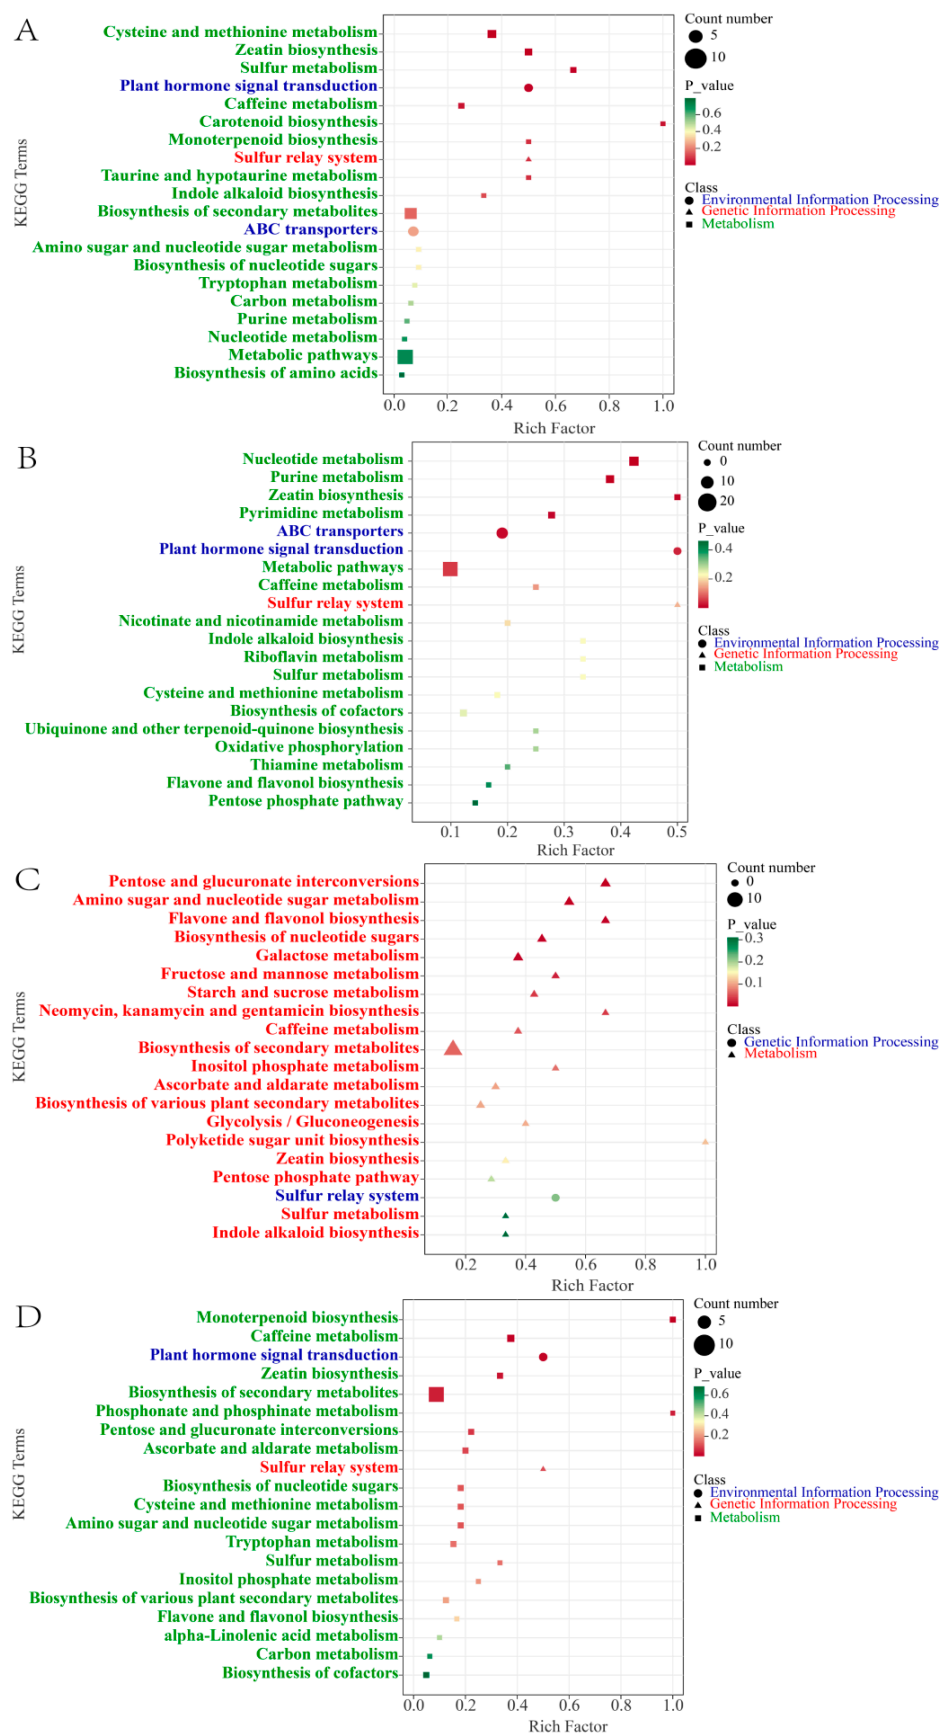 A
Cysteine and methionine metabolism
Zeatin biosynthesis
Sulfur metabolism
Plant hormone signal transduction
Caffeine metabolism
Carotenoid biosynthesis
Monoterpenoid biosynthesis
Sulfur relay system
Taurine and hypotaurine metabolism
Indole alkaloid biosynthesis
Biosynthesis of secondary metabolites
ABC transporters
Amino sugar and nucleotide sugar metabolism
Biosynthesis of nucleotide sugars
Tryptophan metabolism
Carbon metabolism
Purine metabolism
Nucleotide metabolism
Metabolic pathways
Biosynthesis of amino acids
KEGG Terms
0.0 0.2 0.4 0.6 0.8 1.0
Rich Factor
Count number
5
10
P_value
0.6
0.4
0.2
Class
Environmental Information Processing
Genetic Information Processing
Metabolism
B
Nucleotide metabolism
Purine metabolism
Zeatin biosynthesis
Pyrimidine metabolism
ABC transporters
Plant hormone signal transduction
Metabolic pathways
Caffeine metabolism
Sulfur relay system
Nicotinate and nicotinamide metabolism
Indole alkaloid biosynthesis
Riboflavin metabolism
Sulfur metabolism
Cysteine and methionine metabolism
Biosynthesis of cofactors
Ubiquinone and other terpenoid-quinone biosynthesis
Oxidative phosphorylation
Thiamine metabolism
Flavone and flavonol biosynthesis
Pentose phosphate pathway
KEGG Terms
0.1 0.2 0.3 0.4 0.5
Rich Factor
Count number
0
10
20
P_value
0.4
0.2
Class
Environmental Information Processing
Genetic Information Processing
Metabolism
C
Pentose and glucuronate interconversions
Amino sugar and nucleotide sugar metabolism
Flavone and flavonol biosynthesis
Biosynthesis of nucleotide sugars
Galactose metabolism
Fructose and mannose metabolism
Starch and sucrose metabolism
Neomycin, kanamycin and gentamicin biosynthesis
Caffeine metabolism
Biosynthesis of secondary metabolites
Inositol phosphate metabolism
Ascorbate and aldarate metabolism
Biosynthesis of various plant secondary metabolites
Glycolysis / Gluconeogenesis
Polyketide sugar unit biosynthesis
Zeatin biosynthesis
Pentose phosphate pathway
Sulfur relay system
Sulfur metabolism
Indole alkaloid biosynthesis
KEGG Terms
0.2 0.4 0.6 0.8 1.0
Rich Factor
Count number
0
10
P_value
0.3
0.2
0.1
Class
Genetic Information Processing
Metabolism
D
Monoterpenoid biosynthesis
Caffeine metabolism
Plant hormone signal transduction
Zeatin biosynthesis
Biosynthesis of secondary metabolites
Phosphonate and phosphinate metabolism
Pentose and glucuronate interconversions
Ascorbate and aldarate metabolism
Sulfur relay system
Biosynthesis of nucleotide sugars
Cysteine and methionine metabolism
Amino sugar and nucleotide sugar metabolism
Tryptophan metabolism
Sulfur metabolism
Inositol phosphate metabolism
Biosynthesis of various plant secondary metabolites
Flavone and flavonol biosynthesis
alpha-Linolenic acid metabolism
Carbon metabolism
Biosynthesis of cofactors
KEGG Terms
0.0 0.2 0.4 0.6 0.8 1.0
Rich Factor
Count number
5
10
P_value
0.6
0.4
0.2
Class
Environmental Information Processing
Genetic Information Processing
Metabolism